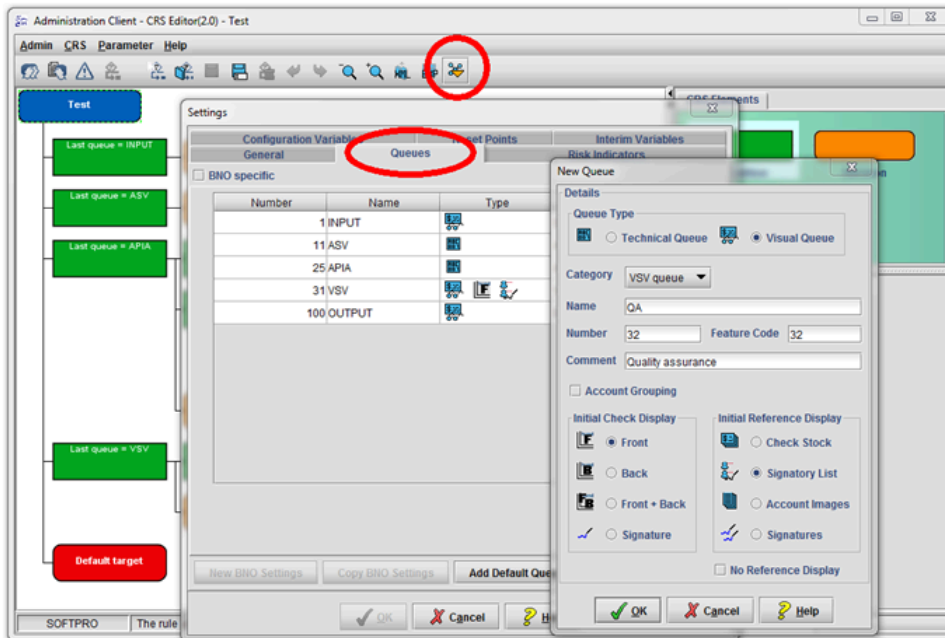 Administration Client - CRS Editor(2.0) - Test
Admin CRS Parameter Help
Test
Last queue = INPUT
Last queue = ASV
Last queue = APIA
Last queue = VSV
Default target
SOFTPRO The rule
Elements
Settings
Configuration Points Interim Variables
General Queues Risk Indicators
BNO specific
Number Name Type
1 INPUT
11 ASV
25 APIA
31 VSV
100 OUTPUT
New BNO Settings Copy BNO Settings Add Default
OK Cancel
New Queue
Details
Queue Type
Technical Queue Visual Queue
Category VSV queue
Name QA
Number 32 Feature Code 32
Comment Quality assurance
Account Grouping
Initial Check Display Initial Reference Display
Front Check Stock
Back Signatory List
Front + Back Account Images
Signature Signatures
No Reference Display
OK Cancel Help